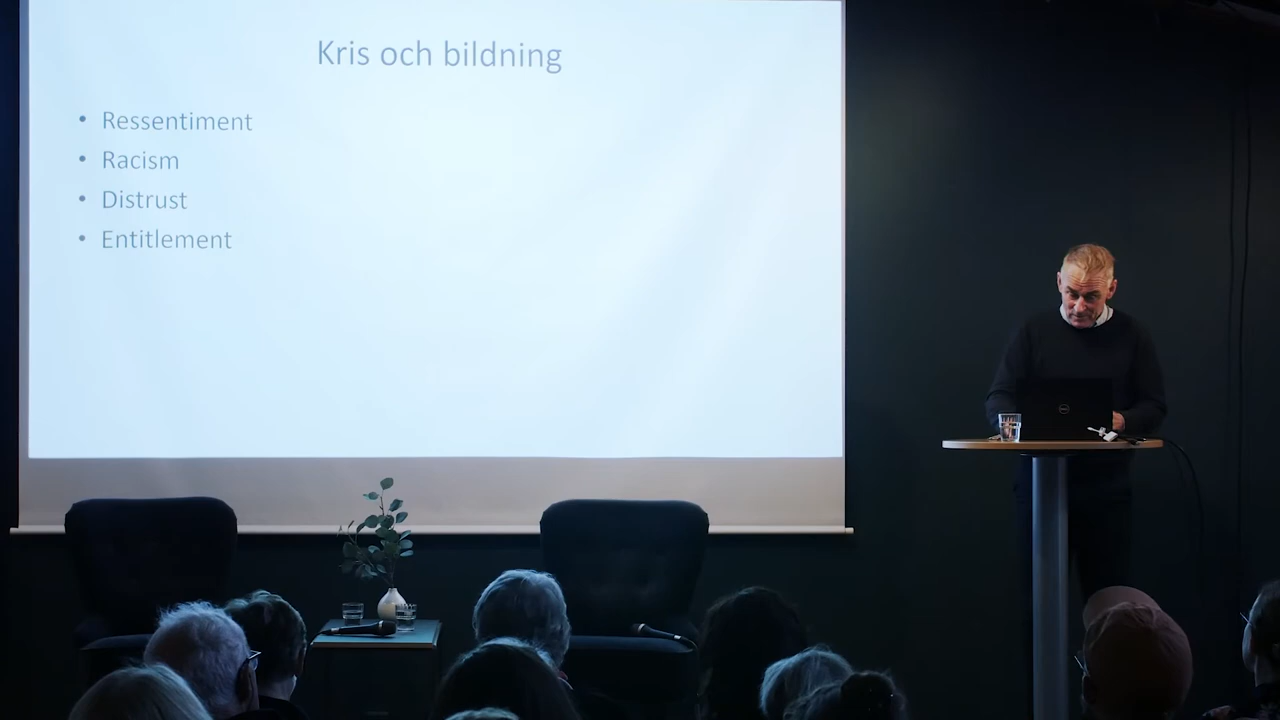 Kris och bildning
• Ressentiment
• Racism
• Distrust
• Entitlement